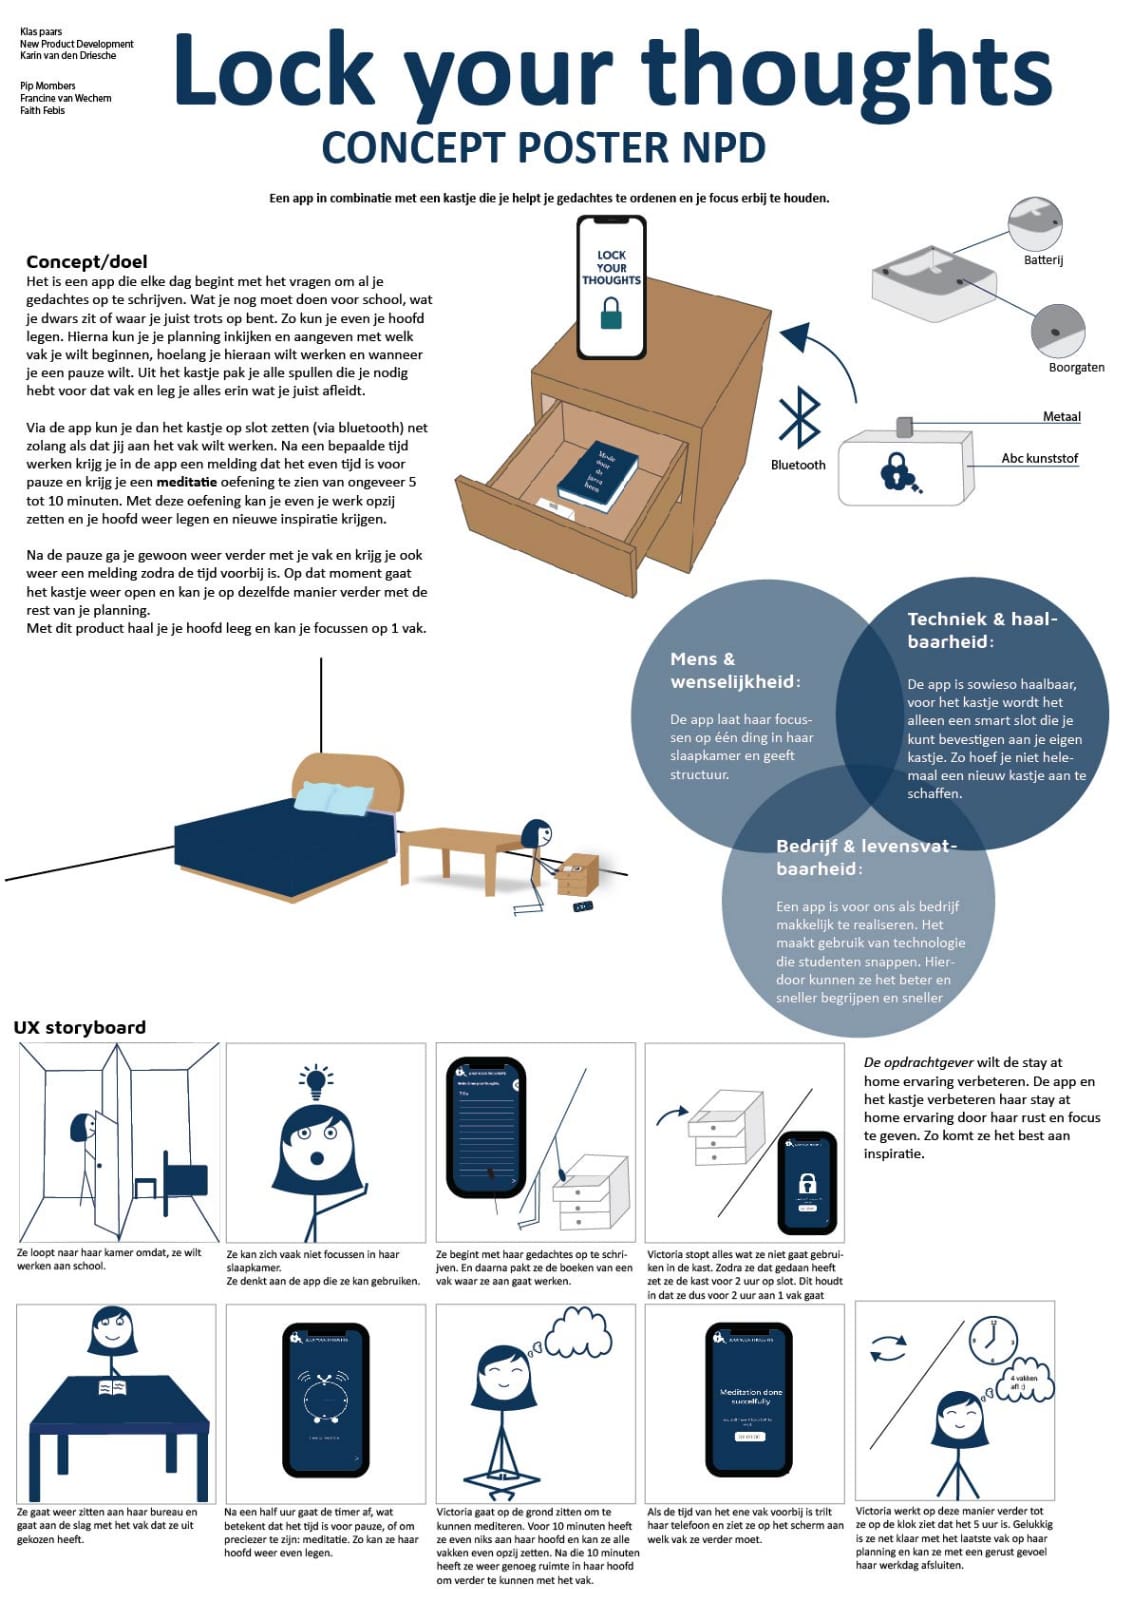 Klas paars
New Product Development
Karin van den Driesche
Pip Mombers
Francine van Wechem
Faith Febis
Lock your thoughts
CONCEPT POSTER NPD
Een app in combinatie met een kastje die je helpt je gedachtes te ordenen en je focus erbij te houden.
Concept/doel
Het is een app die elke dag begint met het vragen om al je
gedachtes op te schrijven. Wat je nog moet doen voor school, wat
je dwars zit of waar je juist trots op bent. Zo kun je even je hoofd
legen. Hierna kun je je planning inkijken en aangeven met welk
vak je wilt beginnen, hoelang je hieraan wilt werken en wanneer
je een pauze wilt. Uit het kastje pak je alle spullen die je nodig
hebt voor dat vak en leg je alles erin wat je juist afleidt.
Via de app kun je dan het kastje op slot zetten (via bluetooth) net
zolang als dat jij aan het vak wilt werken. Na een bepaalde tijd
werken krijg je in de app een melding dat het even tijd is voor
pauze en krijg je een meditatie oefening te zien van ongeveer 5
tot 10 minuten. Met deze oefening kan je even je werk opzij
zetten en je hoofd weer legen en nieuwe inspiratie krijgen.
Na de pauze ga je gewoon weer verder met je vak en krijg je ook
weer een melding zodra de tijd voorbij is. Op dat moment gaat
het kastje weer open en kan je op dezelfde manier verder met de
rest van je planning.
Met dit product haal je je hoofd leeg en kan je focussen op 1 vak.
LOCK
YOUR
THOUGHTS
Mode
door
de
jaren
heen
Bluetooth
Batterij
Boorgaten
Metaal
Abc kunststof
Mens &
wenselijkheid:
De app laat haar focus-
sen op één ding in haar
slaapkamer en geeft
structuur.
Techniek & haal-
baarheid:
De app is sowieso haalbaar,
voor het kastje wordt het
alleen een smart slot die je
kunt bevestigen aan je eigen
kastje. Zo hoef je niet hele-
maal een nieuw kastje aan te
schaffen.
Bedrijf & levensvat-
baarheid:
Een app is voor ons als bedrijf
makkelijk te realiseren. Het
maakt gebruik van technologie
die studenten snappen. Hier-
door kunnen ze het beter en
sneller begrijpen en sneller
UX storyboard
Title
De opdrachtgever wilt de stay at
home ervaring verbeteren. De app en
het kastje verbeteren haar stay at
home ervaring door haar rust en focus
te geven. Zo komt ze het best aan
inspiratie.
Ze loopt naar haar kamer omdat, ze wilt
werken aan school.
Ze kan zich vaak niet focussen in haar
slaapkamer.
Ze denkt aan de app die ze kan gebruiken.
Ze begint met haar gedachtes op te schri-
jven. En daarna pakt ze de boeken van een
vak waar ze aan gaat werken.
Victoria stopt alles wat ze niet gaat gebrui-
ken in de kast. Zodra ze dat gedaan heeft
zet ze de kast voor 2 uur op slot. Dit houdt
in dat ze dus voor 2 uur aan 1 vak gaat
Meditation done
succelfully
12
3
6
9
4 vakken
af! :)
Ze gaat weer zitten aan haar bureau en
gaat aan de slag met het vak dat ze uit
gekozen heeft.
Na een half uur gaat de timer af, wat
betekent dat het tijd is voor pauze, of om
preciezer te zijn: meditatie. Zo kan ze haar
hoofd weer even legen.
Victoria gaat op de grond zitten om te
kunnen mediteren. Voor 10 minuten heeft
ze even niks aan haar hoofd en kan ze alle
vakken even opzij zetten. Na die 10 minuten
heeft ze weer genoeg ruimte in haar hoofd
om verder te kunnen met het vak.
Als de tijd van het ene vak voorbij is trilt
haar telefoon en ziet ze op het scherm aan
welk vak ze verder moet.
Victoria werkt op deze manier verder tot
ze op de klok ziet dat het 5 uur is. Gelukkig
is ze net klaar met het laatste vak op haar
planning en kan ze met een gerust gevoel
haar werkdag afsluiten.